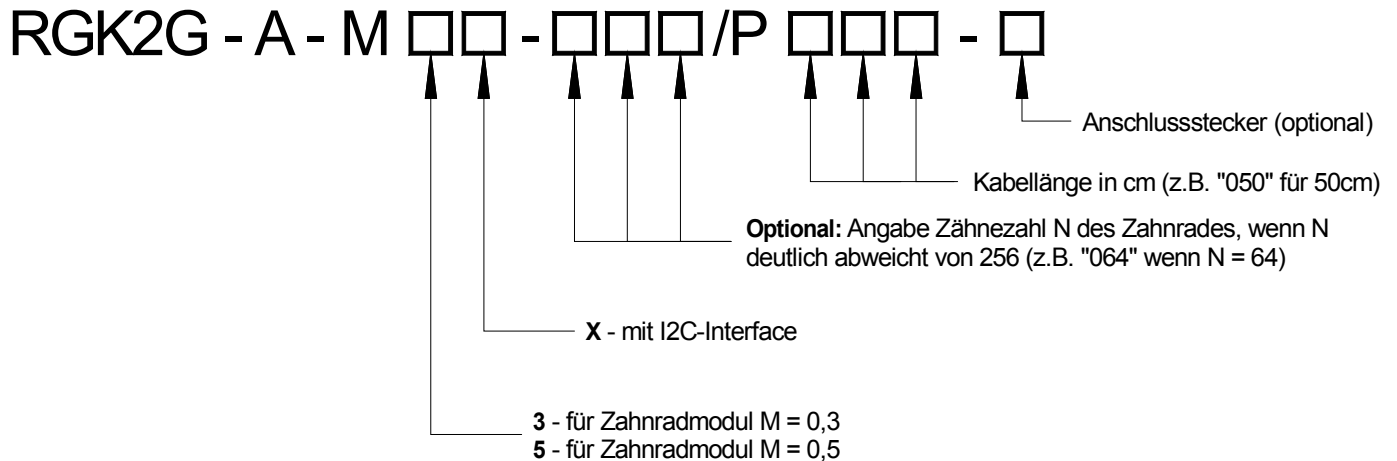 RGK2G - A - M □□ - □□□ /P □□□ - □
Anschlussstecker (optional)
Kabellänge in cm (z.B. "050" für 50cm)
Optional: Angabe Zähnezahl N des Zahnrades, wenn N
deutlich abweicht von 256 (z.B. "064" wenn N = 64)
X - mit I2C-Interface
3 - für Zahnradmodul M = 0,3
5 - für Zahnradmodul M = 0,5